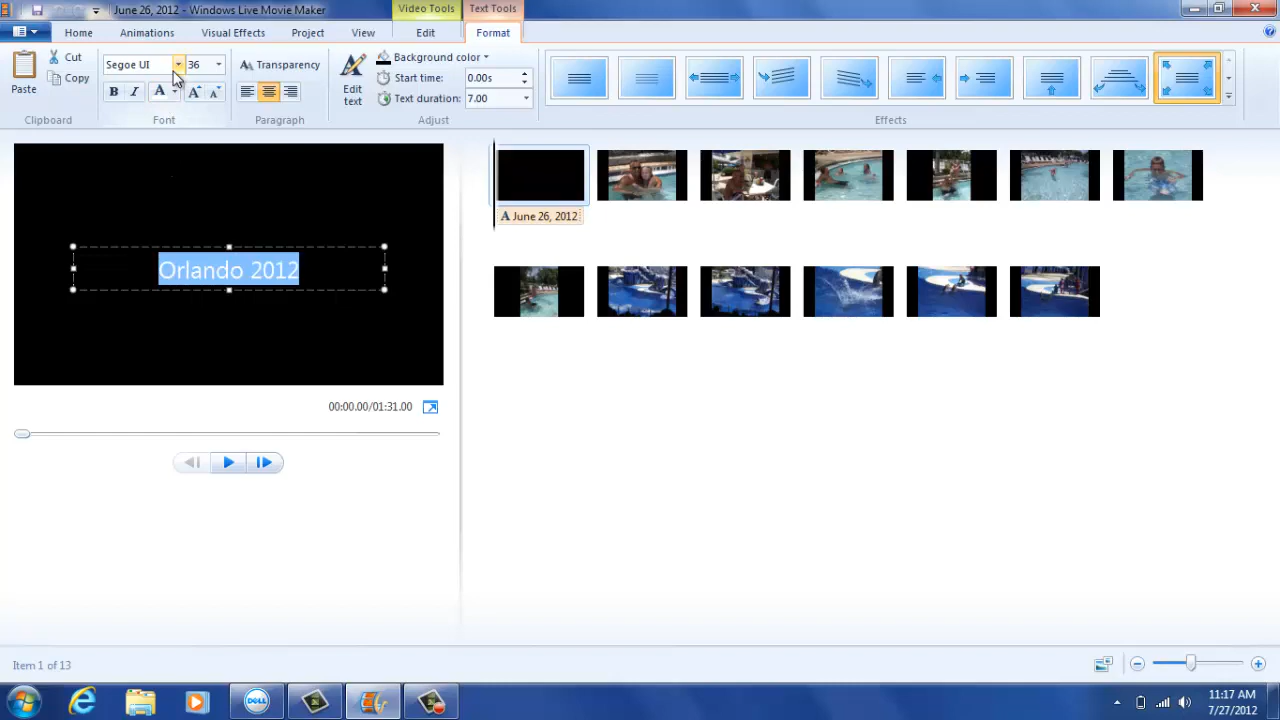 June 26, 2012 - Windows Live Movie Maker
Video Tools
Text Tools
Home
Animations
Visual Effects
Project
View
Edit
Format
Paste
Cut
Copy
Clipboard
Segoe UI
36
B I A A A
Font
Transparency
Paragraph
Edit text
Background color
Start time: 0.00s
Text duration: 7.00
Adjust
Effects
Orlando 2012
A June 26, 2012
00:00.00/01:31.00
Item 1 of 13
DELL
11:17 AM
7/27/2012